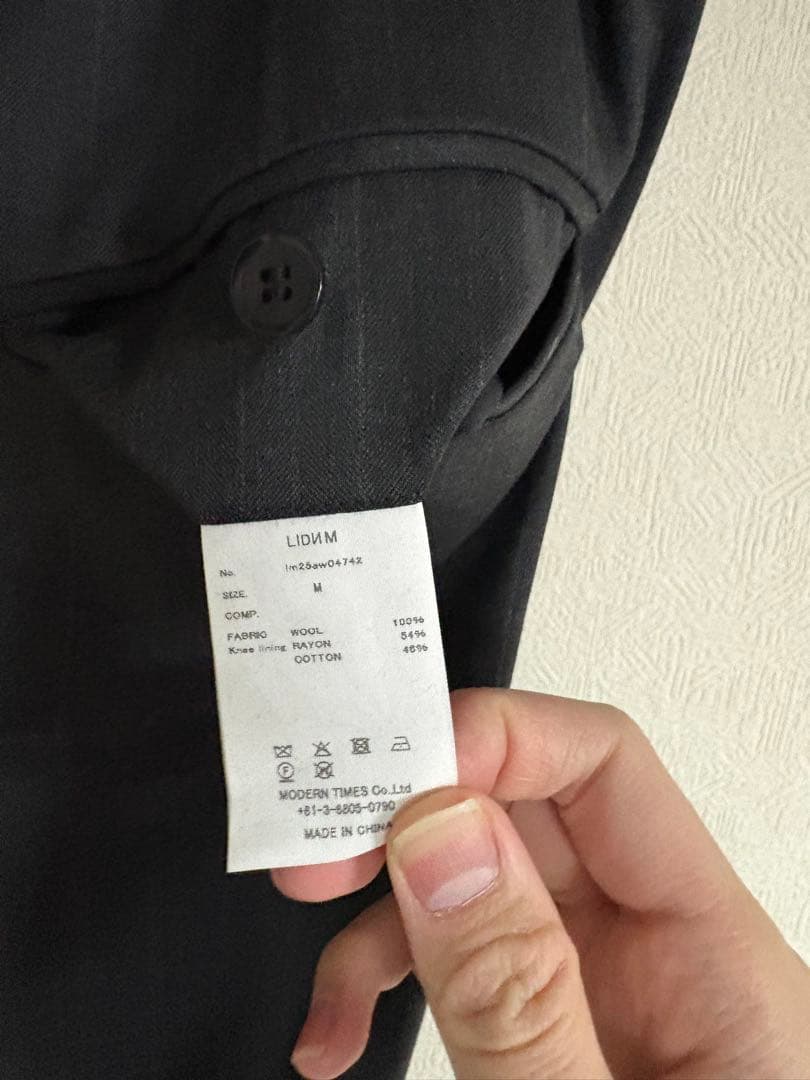 LIDИM
No. lm25aw04742
SIZE. M
COMP.
FABRIC WOOL 100%
Knee lining RAYON 54%
COTTON 46%
F
W
MODERN TIMES Co.,Ltd
+81-3-6805-0790
MADE IN CHINA